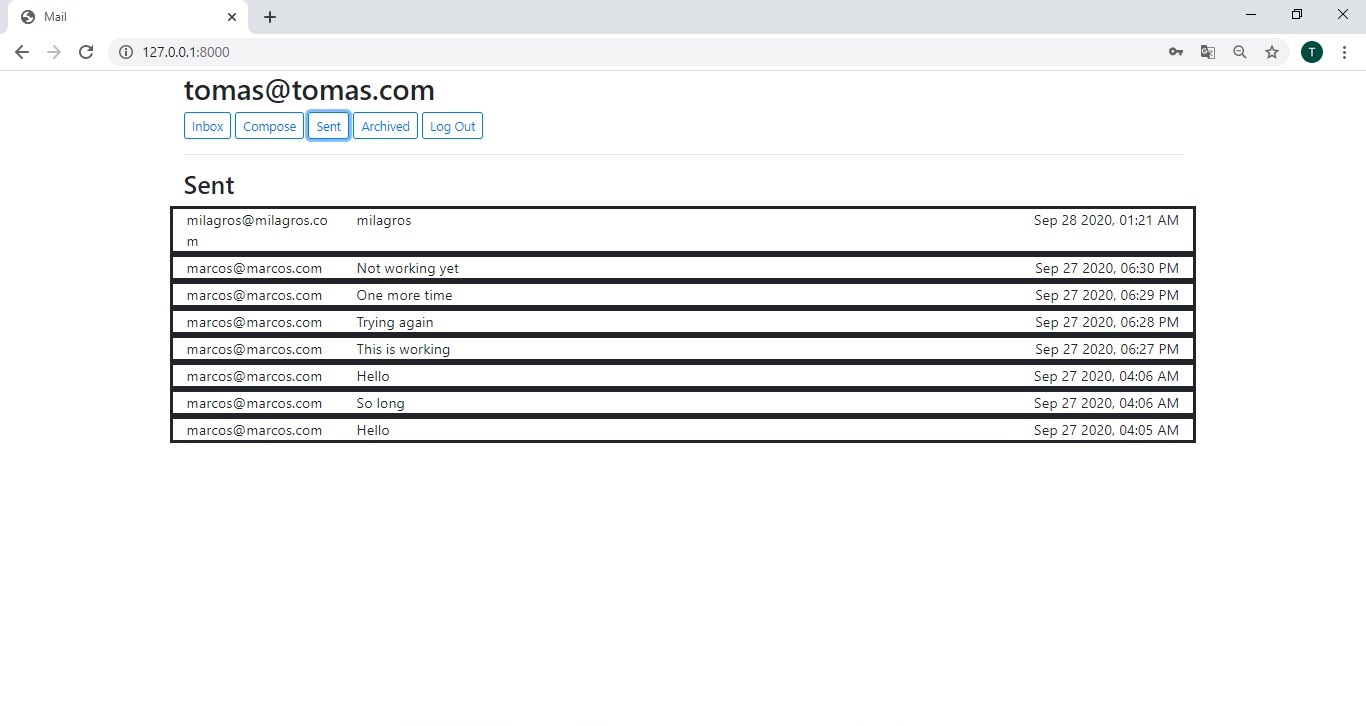 Mail
127.0.0.1:8000
T
tomas@tomas.com
Inbox Compose Sent Archived Log Out
Sent
milagros@milagros.co milagros Sep 28 2020, 01:21 AM
m
marcos@marcos.com Not working yet Sep 27 2020, 06:30 PM
marcos@marcos.com One more time Sep 27 2020, 06:29 PM
marcos@marcos.com Trying again Sep 27 2020, 06:28 PM
marcos@marcos.com This is working Sep 27 2020, 06:27 PM
marcos@marcos.com Hello Sep 27 2020, 04:06 AM
marcos@marcos.com So long Sep 27 2020, 04:06 AM
marcos@marcos.com Hello Sep 27 2020, 04:05 AM